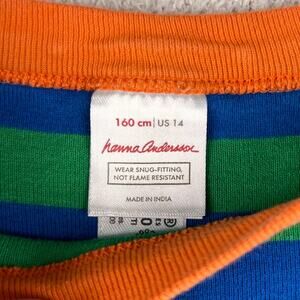 160 cm | US 14
hanna Andersson
WEAR SNUG-FITTING,
NOT FLAME RESISTANT
MADE IN INDIA